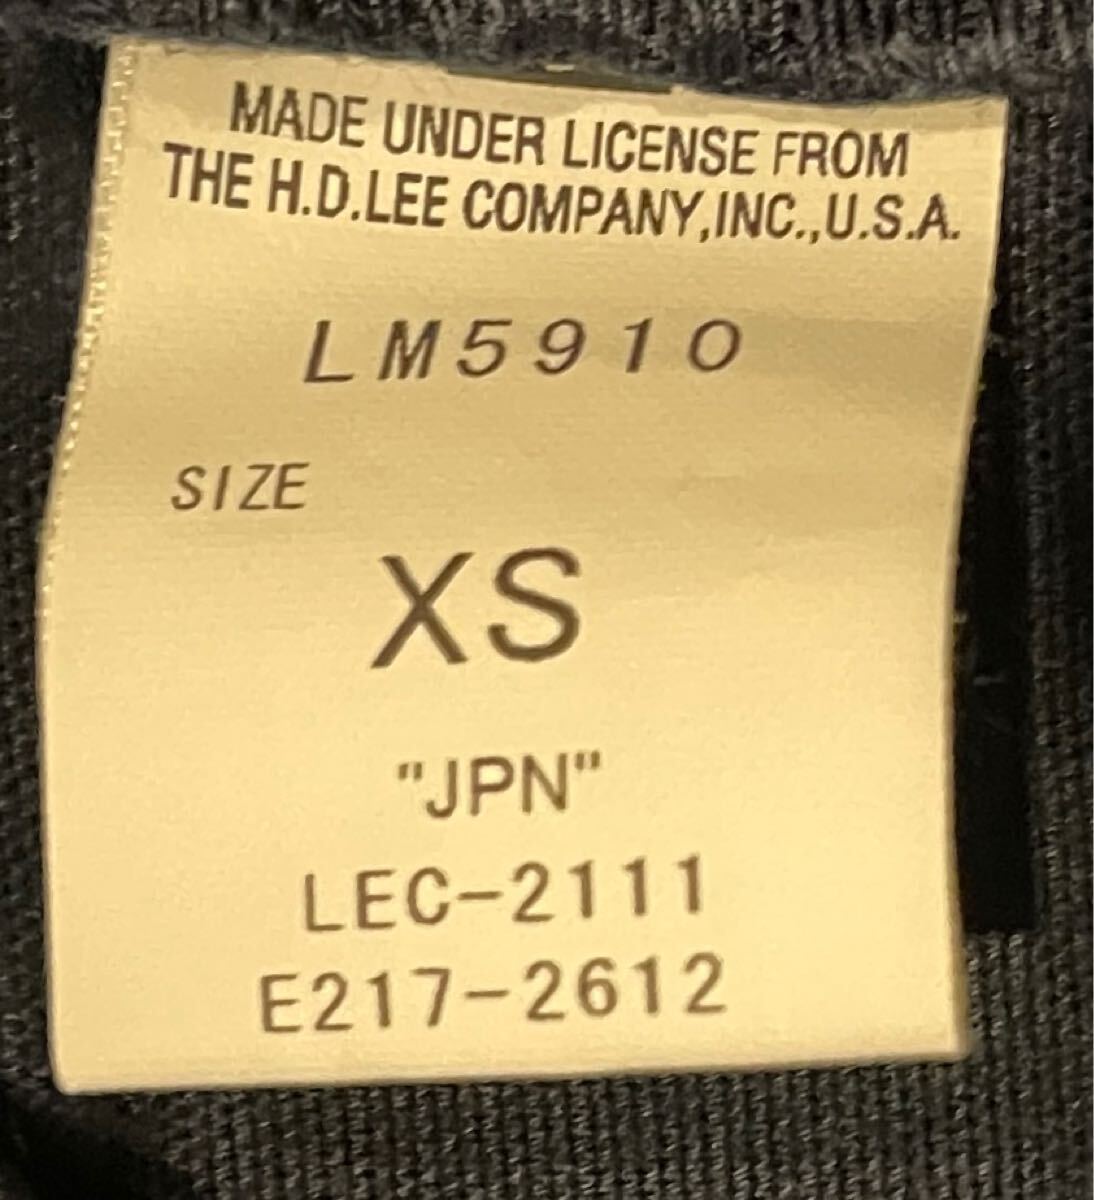 MADE UNDER LICENSE FROM
THE H.D.LEE COMPANY,INC.,U.S.A.
LM5910
SIZE
XS
"JPN"
LEC-2111
E217-2612